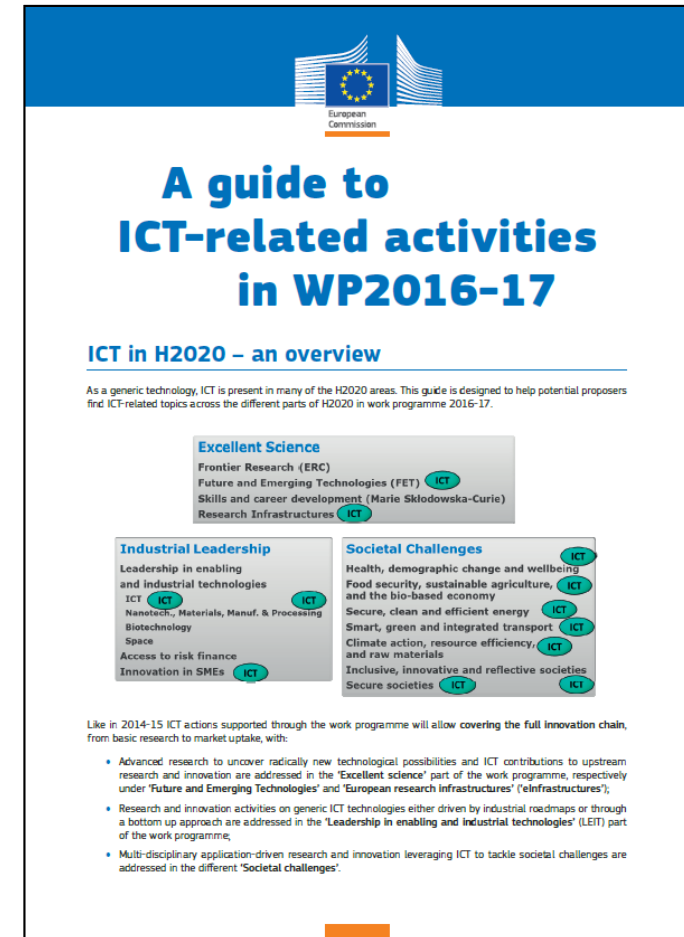 European
Commission
A guide to
ICT-related activities
in WP2016-17
ICT in H2020 – an overview
As a generic technology, ICT is present in many of the H2020 areas. This guide is designed to help potential proposers
find ICT-related topics across the different parts of H2020 in work programme 2016-17.
Excellent Science
Frontier Research (ERC)
Future and Emerging Technologies (FET) ICT
Skills and career development (Marie Skłodowska-Curie)
Research Infrastructures ICT
Industrial Leadership
Leadership in enabling
and industrial technologies
ICT ICT ICT
Nanotech., Materials, Manuf. & Processing
Biotechnology
Space
Access to risk finance
Innovation in SMEs ICT
Societal Challenges
ICT
Health, demographic change and wellbeing
Food security, sustainable agriculture, ICT
and the bio-based economy
Secure, clean and efficient energy ICT
Smart, green and integrated transport ICT
Climate action, resource efficiency, ICT
and raw materials
Inclusive, innovative and reflective societies
Secure societies ICT ICT
Like in 2014-15 ICT actions supported through the work programme will allow covering the full innovation chain,
from basic research to market uptake, with:
• Advanced research to uncover radically new technological possibilities and ICT contributions to upstream
research and innovation are addressed in the 'Excellent science' part of the work programme, respectively
under 'Future and Emerging Technologies' and 'European research infrastructures' ('eInfrastructures');
• Research and innovation activities on generic ICT technologies either driven by industrial roadmaps or through
a bottom up approach are addressed in the 'Leadership in enabling and industrial technologies' (LEIT) part
of the work programme;
• Multi-disciplinary application-driven research and innovation leveraging ICT to tackle societal challenges are
addressed in the different 'Societal challenges'.